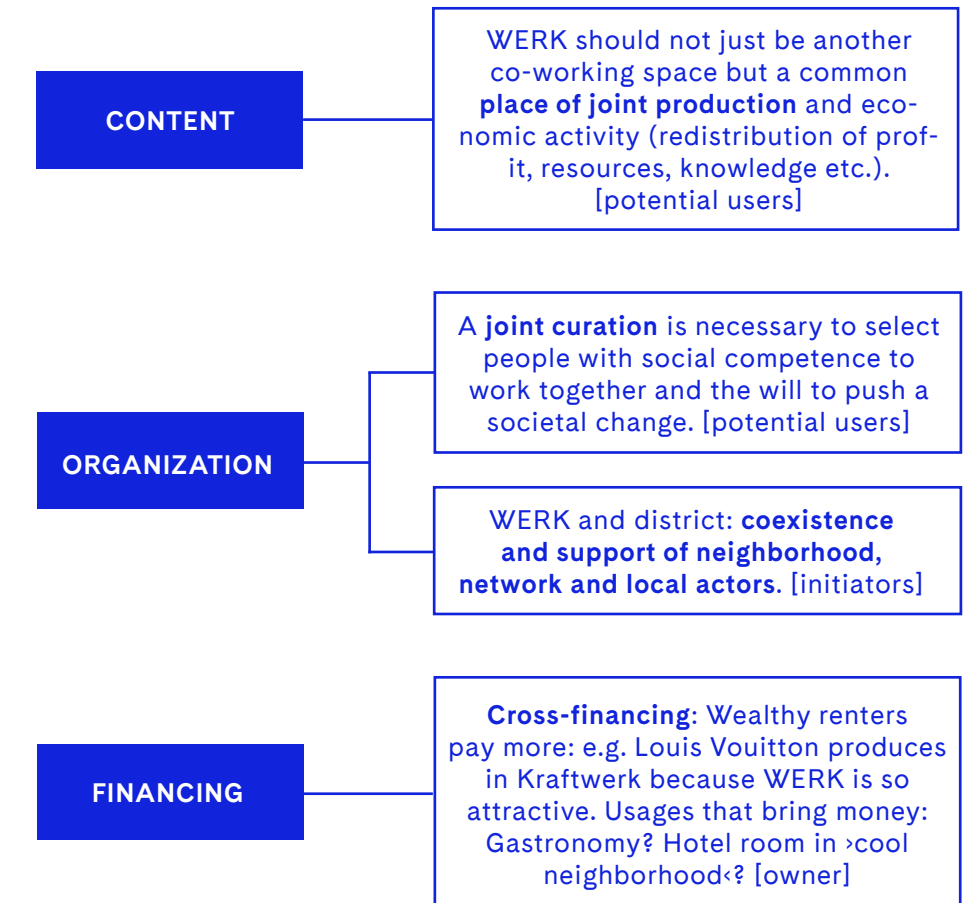 CONTENT
WERK should not just be another
co-working space but a common
place of joint production and eco-
nomic activity (redistribution of prof-
it, resources, knowledge etc.).
[potential users]
ORGANIZATION
A joint curation is necessary to select
people with social competence to
work together and the will to push a
societal change. [potential users]
WERK and district: coexistence
and support of neighborhood,
network and local actors. [initiators]
FINANCING
Cross-financing: Wealthy renters
pay more: e.g. Louis Vouitton produces
in Kraftwerk because WERK is so
attractive. Usages that bring money:
Gastronomy? Hotel room in ›cool
neighborhood‹? [owner]